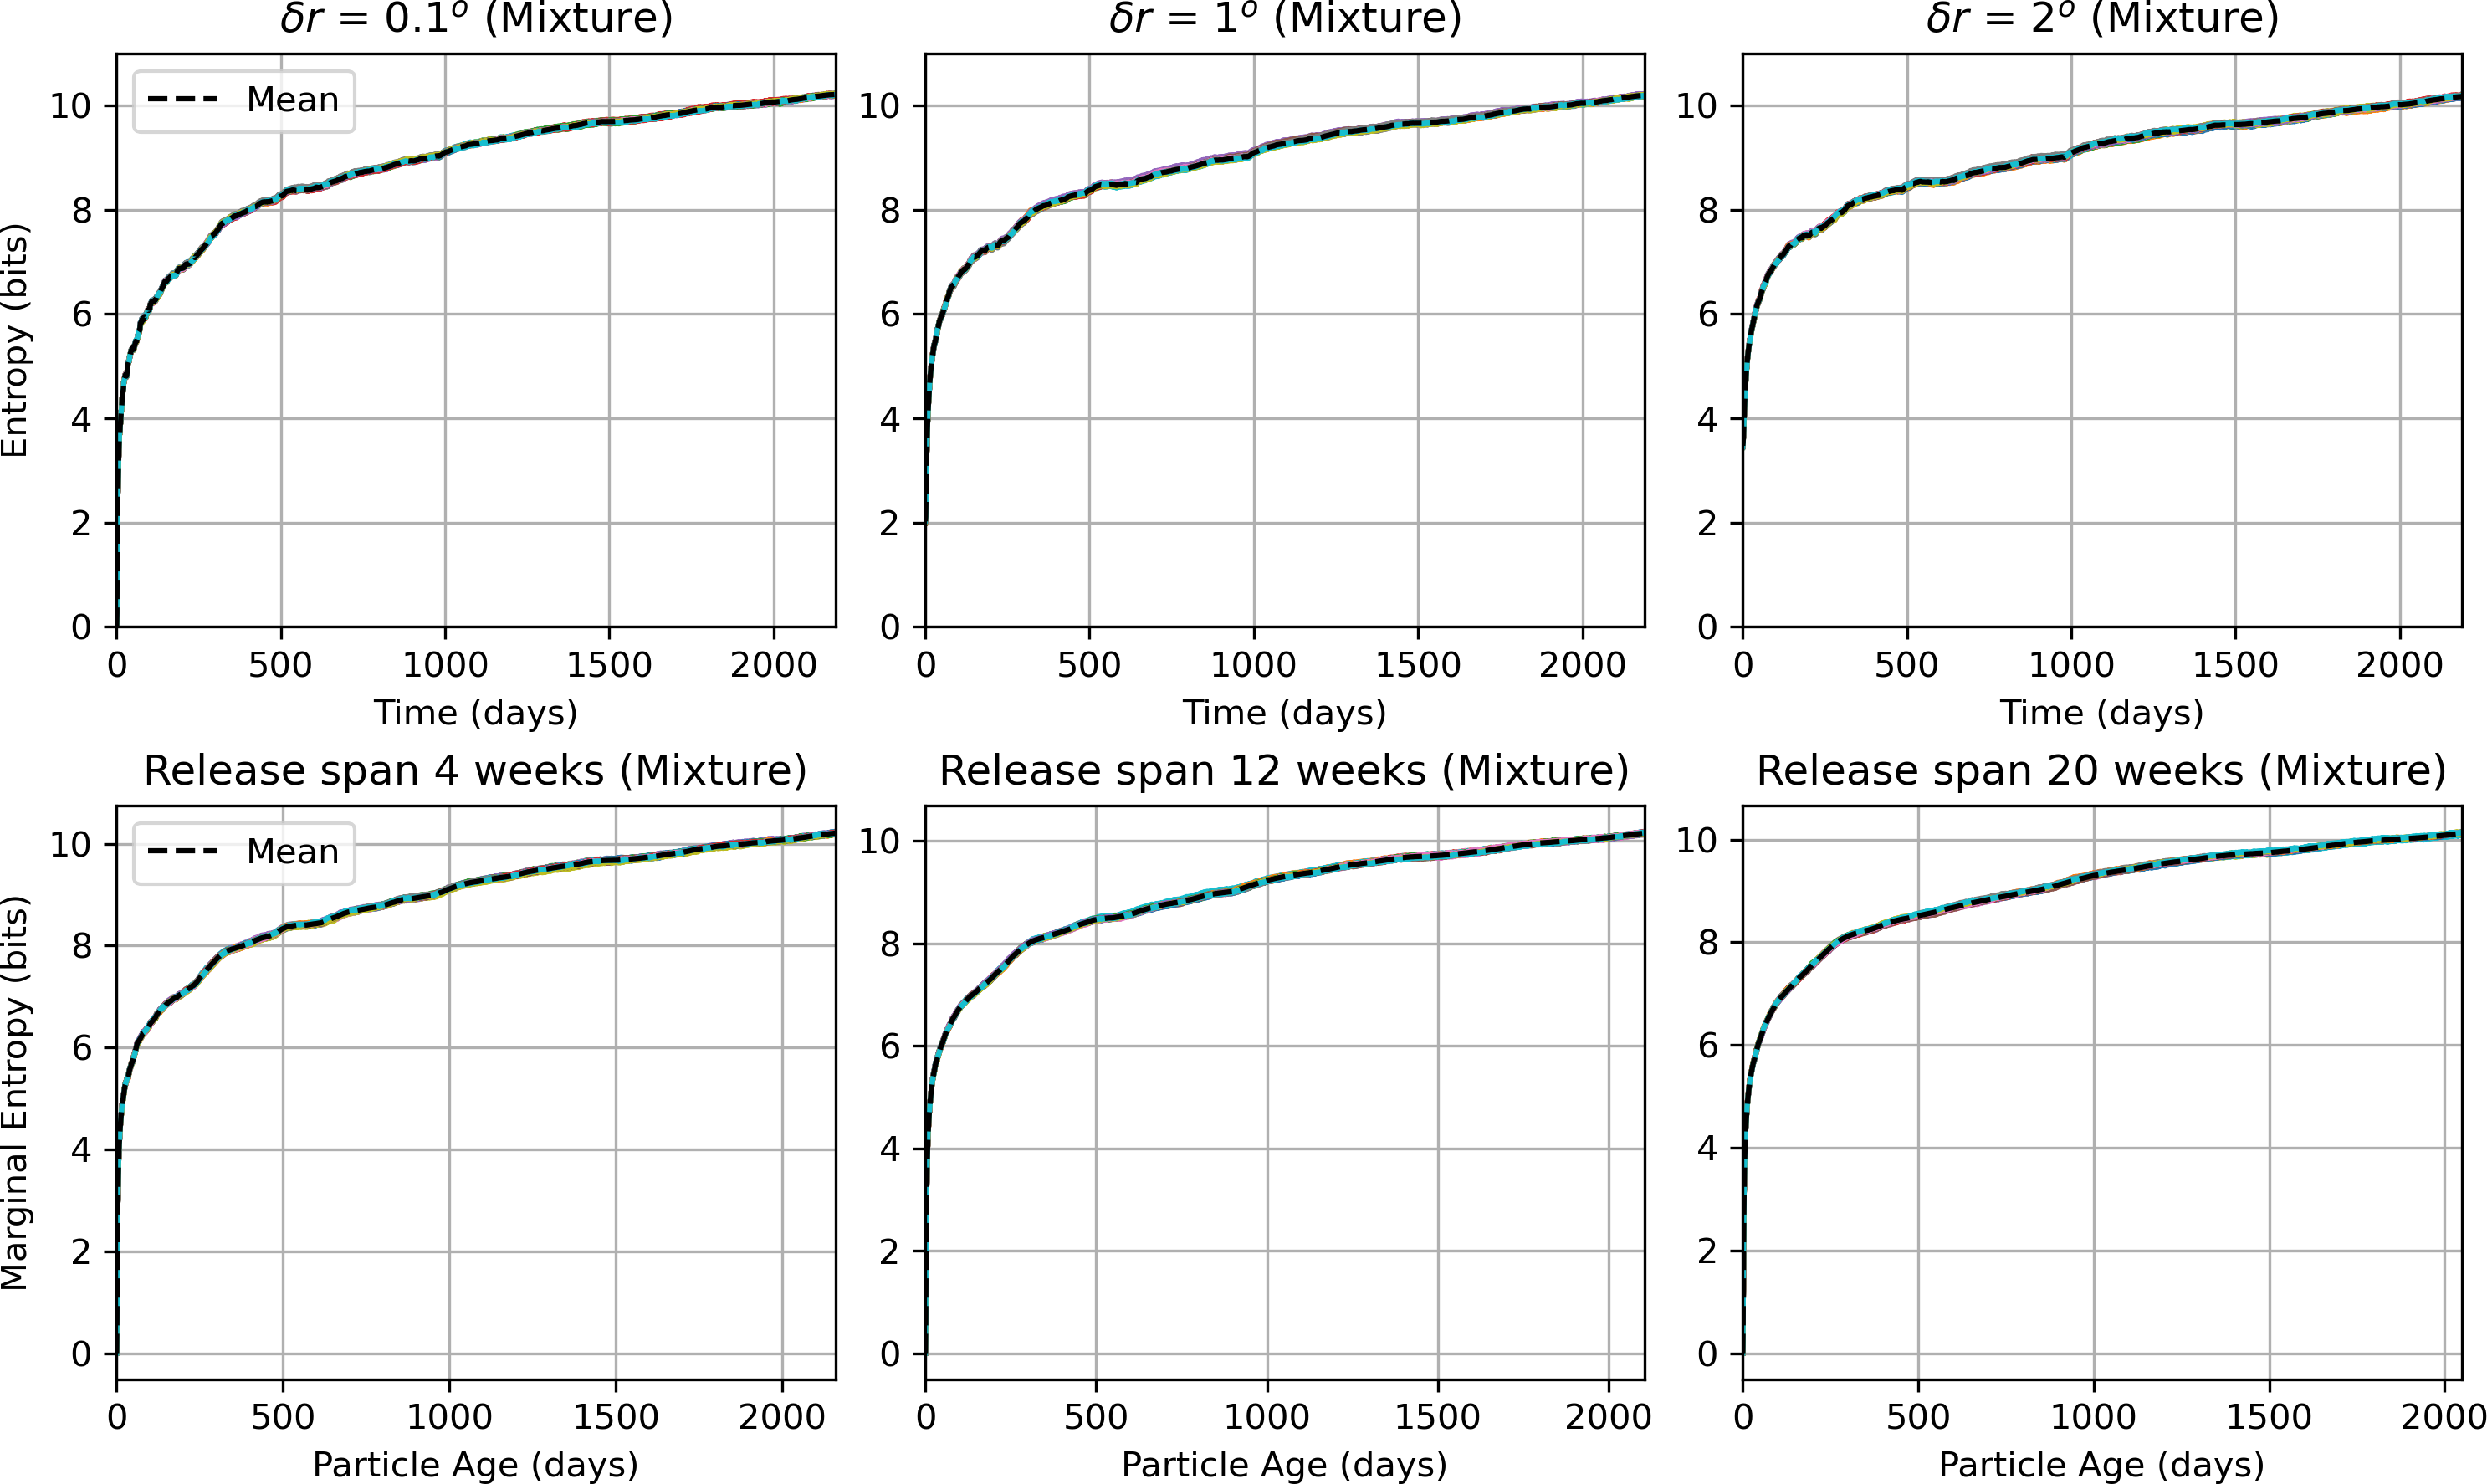 δr = 0.1° (Mixture)
δr = 1° (Mixture)
δr = 2° (Mixture)
Entropy (bits)
10
8
6
4
2
0
Mean
0 500 1000 1500 2000
Time (days)
10
8
6
4
2
0
0 500 1000 1500 2000
Time (days)
10
8
6
4
2
0
0 500 1000 1500 2000
Time (days)
Release span 4 weeks (Mixture)
Release span 12 weeks (Mixture)
Release span 20 weeks (Mixture)
Marginal Entropy (bits)
10
8
6
4
2
0
Mean
0 500 1000 1500 2000
Particle Age (days)
10
8
6
4
2
0
0 500 1000 1500 2000
Particle Age (days)
10
8
6
4
2
0
0 500 1000 1500 2000
Particle Age (days)